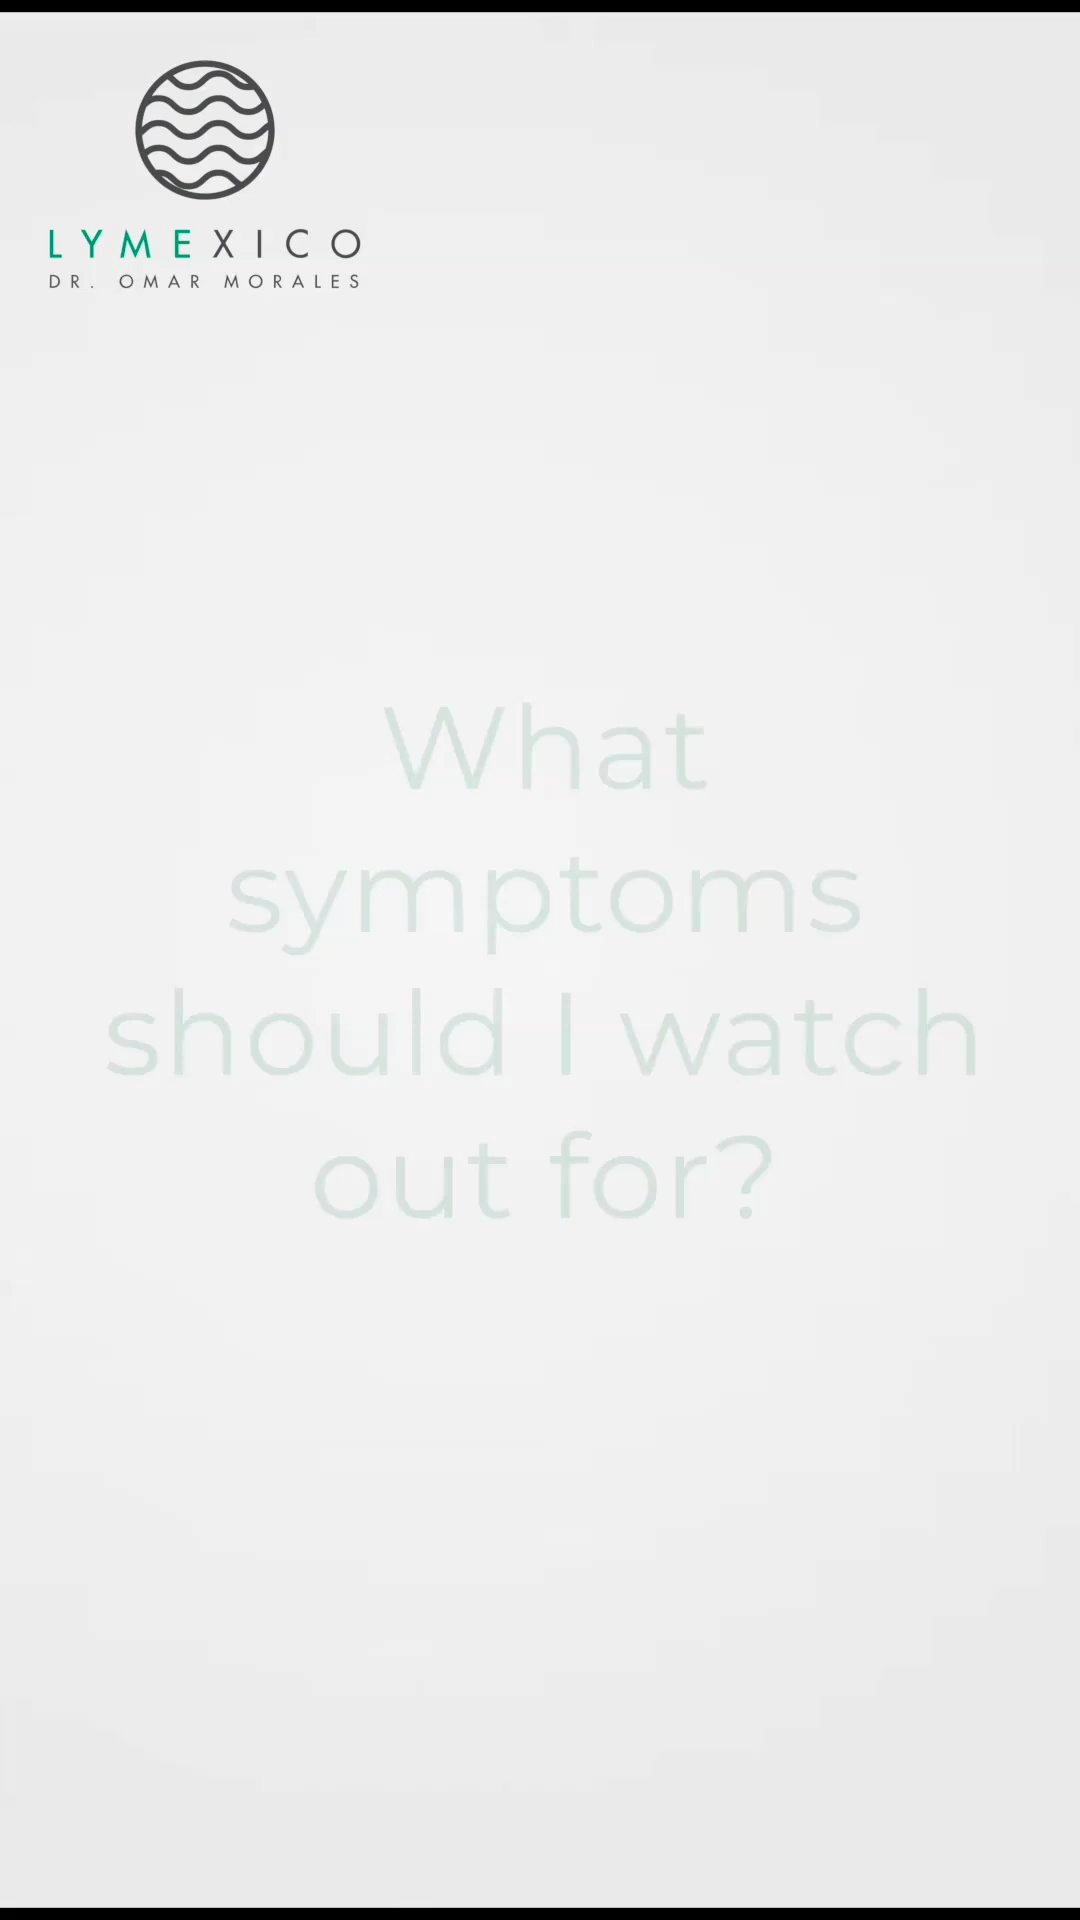 LYMEXICO
DR. OMAR MORALES
What
symptoms
should I watch
out for?